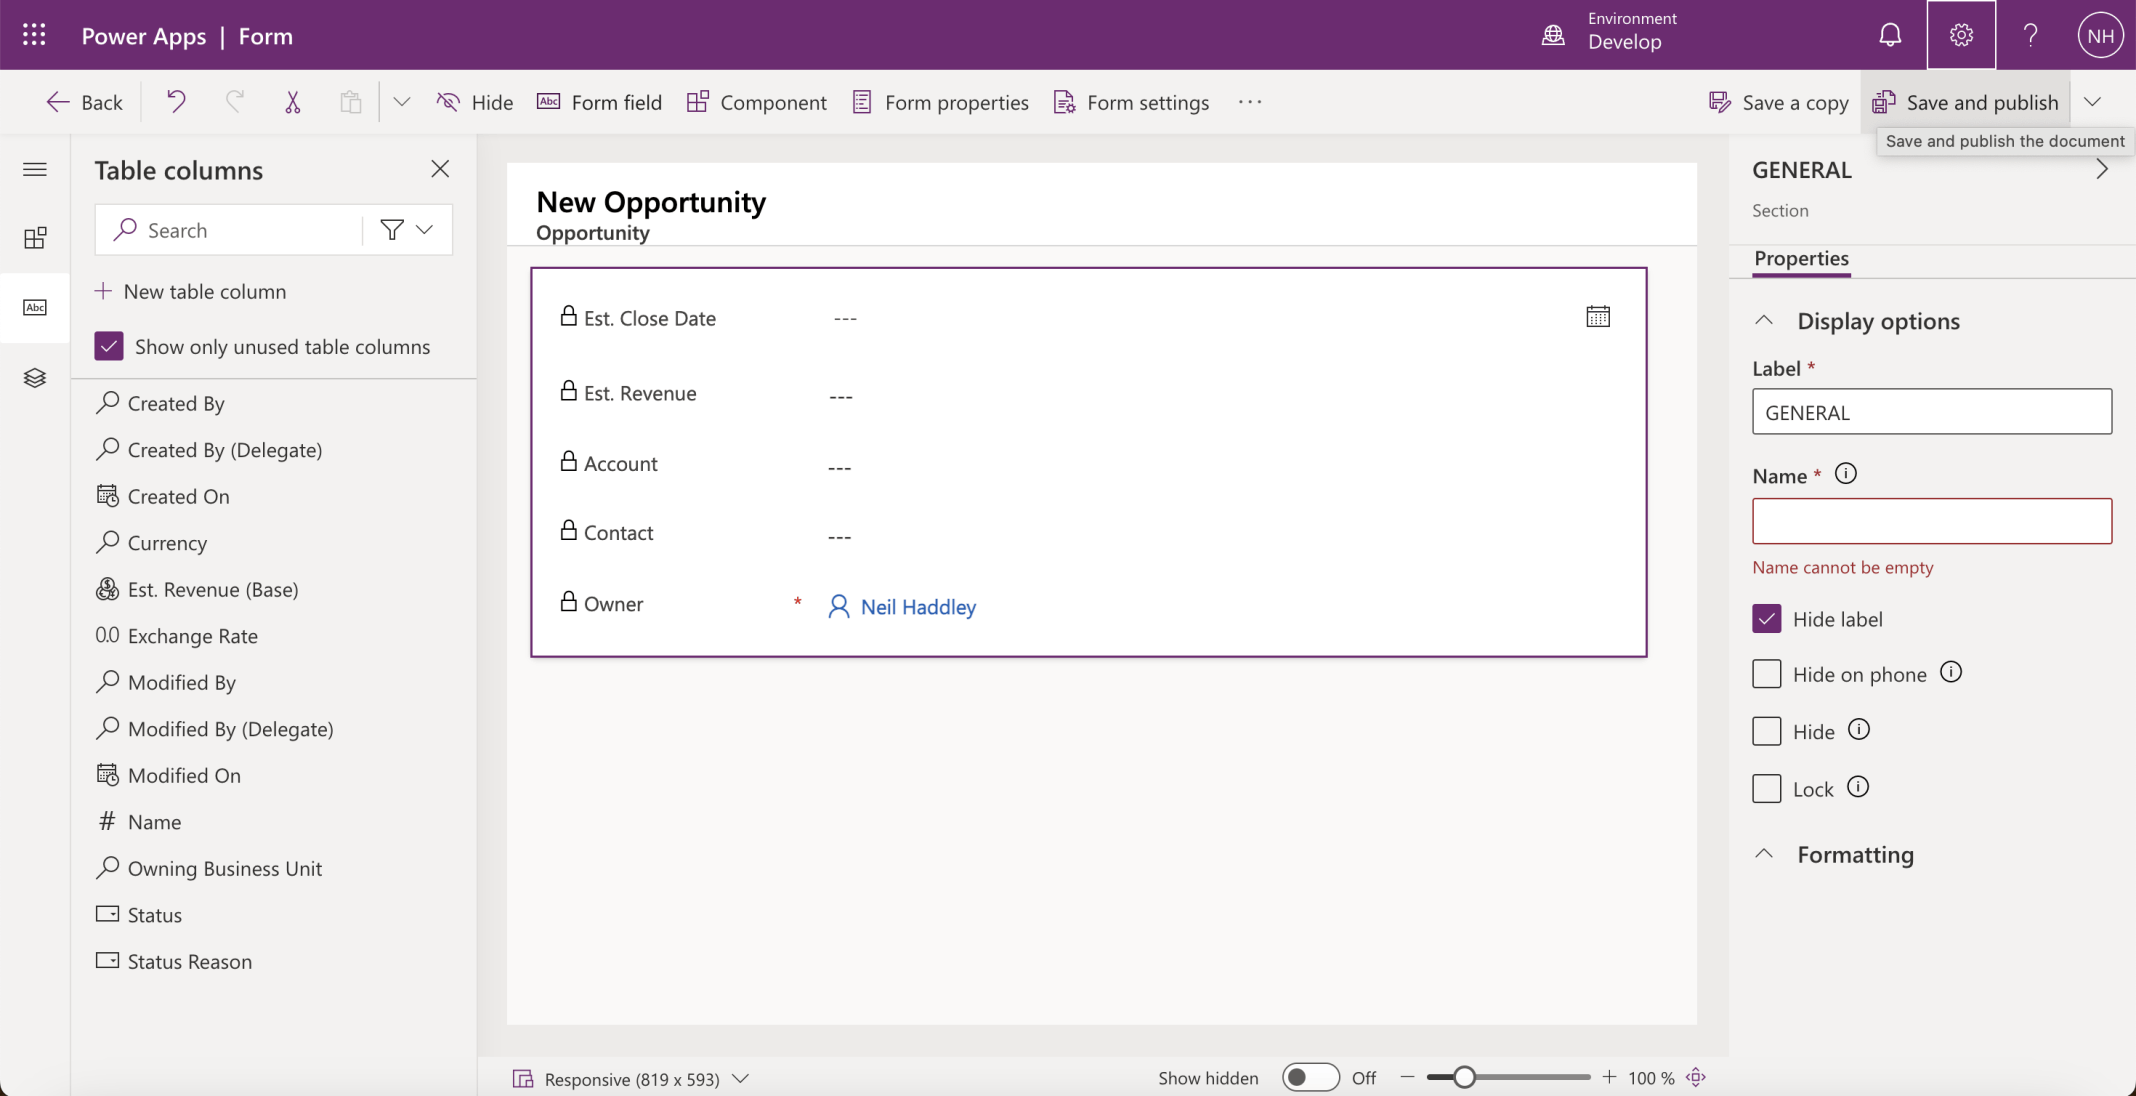 Power Apps | Form
Environment
Develop
NH
Back
Hide
Abc
Form field
Component
Form properties
Form settings
Save a copy
Save and publish
Save and publish the document
Table columns
Search
New table column
Abc
Show only unused table columns
Created By
Created By (Delegate)
Created On
Currency
Est. Revenue (Base)
0.0 Exchange Rate
Modified By
Modified By (Delegate)
Modified On
# Name
Owning Business Unit
Status
Status Reason
New Opportunity
Opportunity
Est. Close Date ---
Est. Revenue ---
Account ---
Contact ---
Owner * Neil Haddley
Responsive (819 x 593)
Show hidden
Off
100 %
GENERAL
Section
Properties
Display options
Label *
GENERAL
Name *
Name cannot be empty
Hide label
Hide on phone
Hide
Lock
Formatting